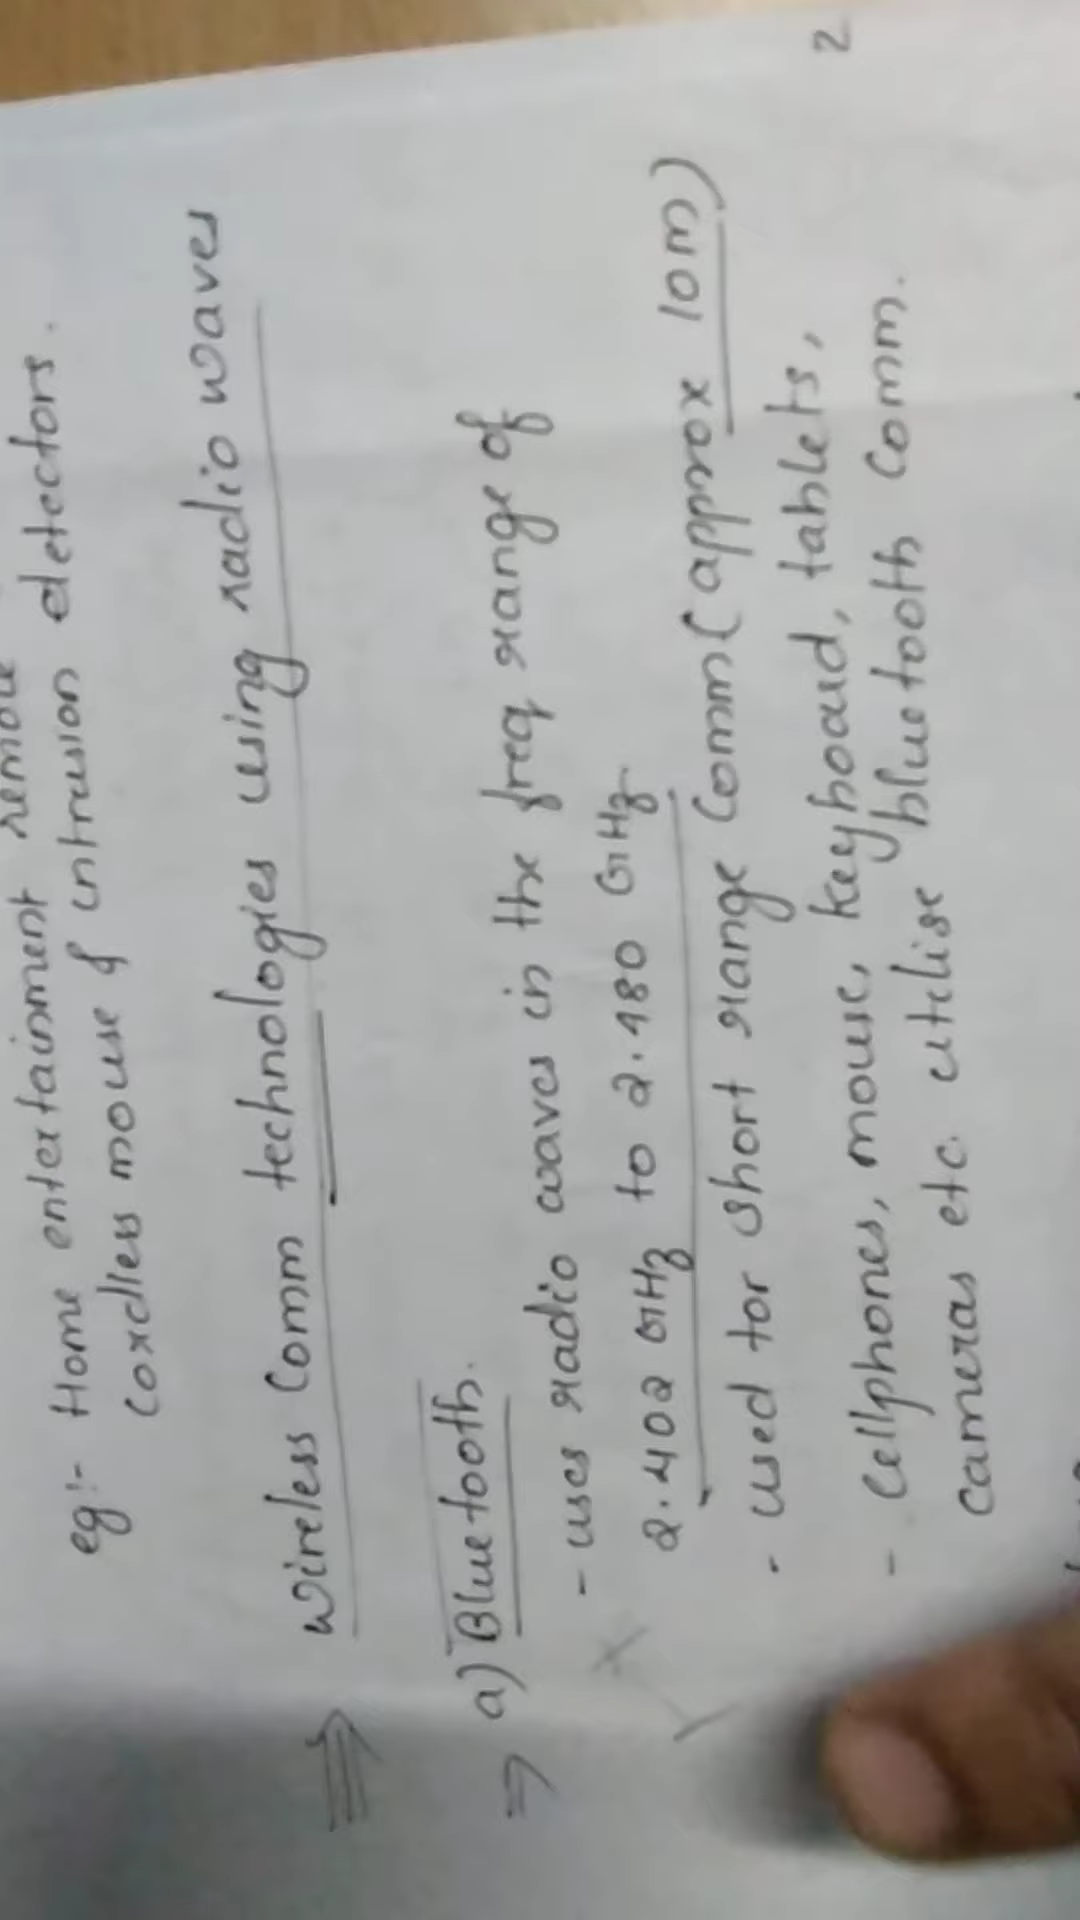 eg:- Home entertainment remote
cordless mouse & intrusion detectors.
⇒ wireless Comm technologies using radio waves
⇒ a) Bluetooth.
- uses radio waves in the freq range of
2.402 GHz to 2.480 GHz.
- used for short range Comm (approx 10m)
- Cellphones, mouse, keyboard, tablets,
cameras etc. utilise bluetooth Comm.
2